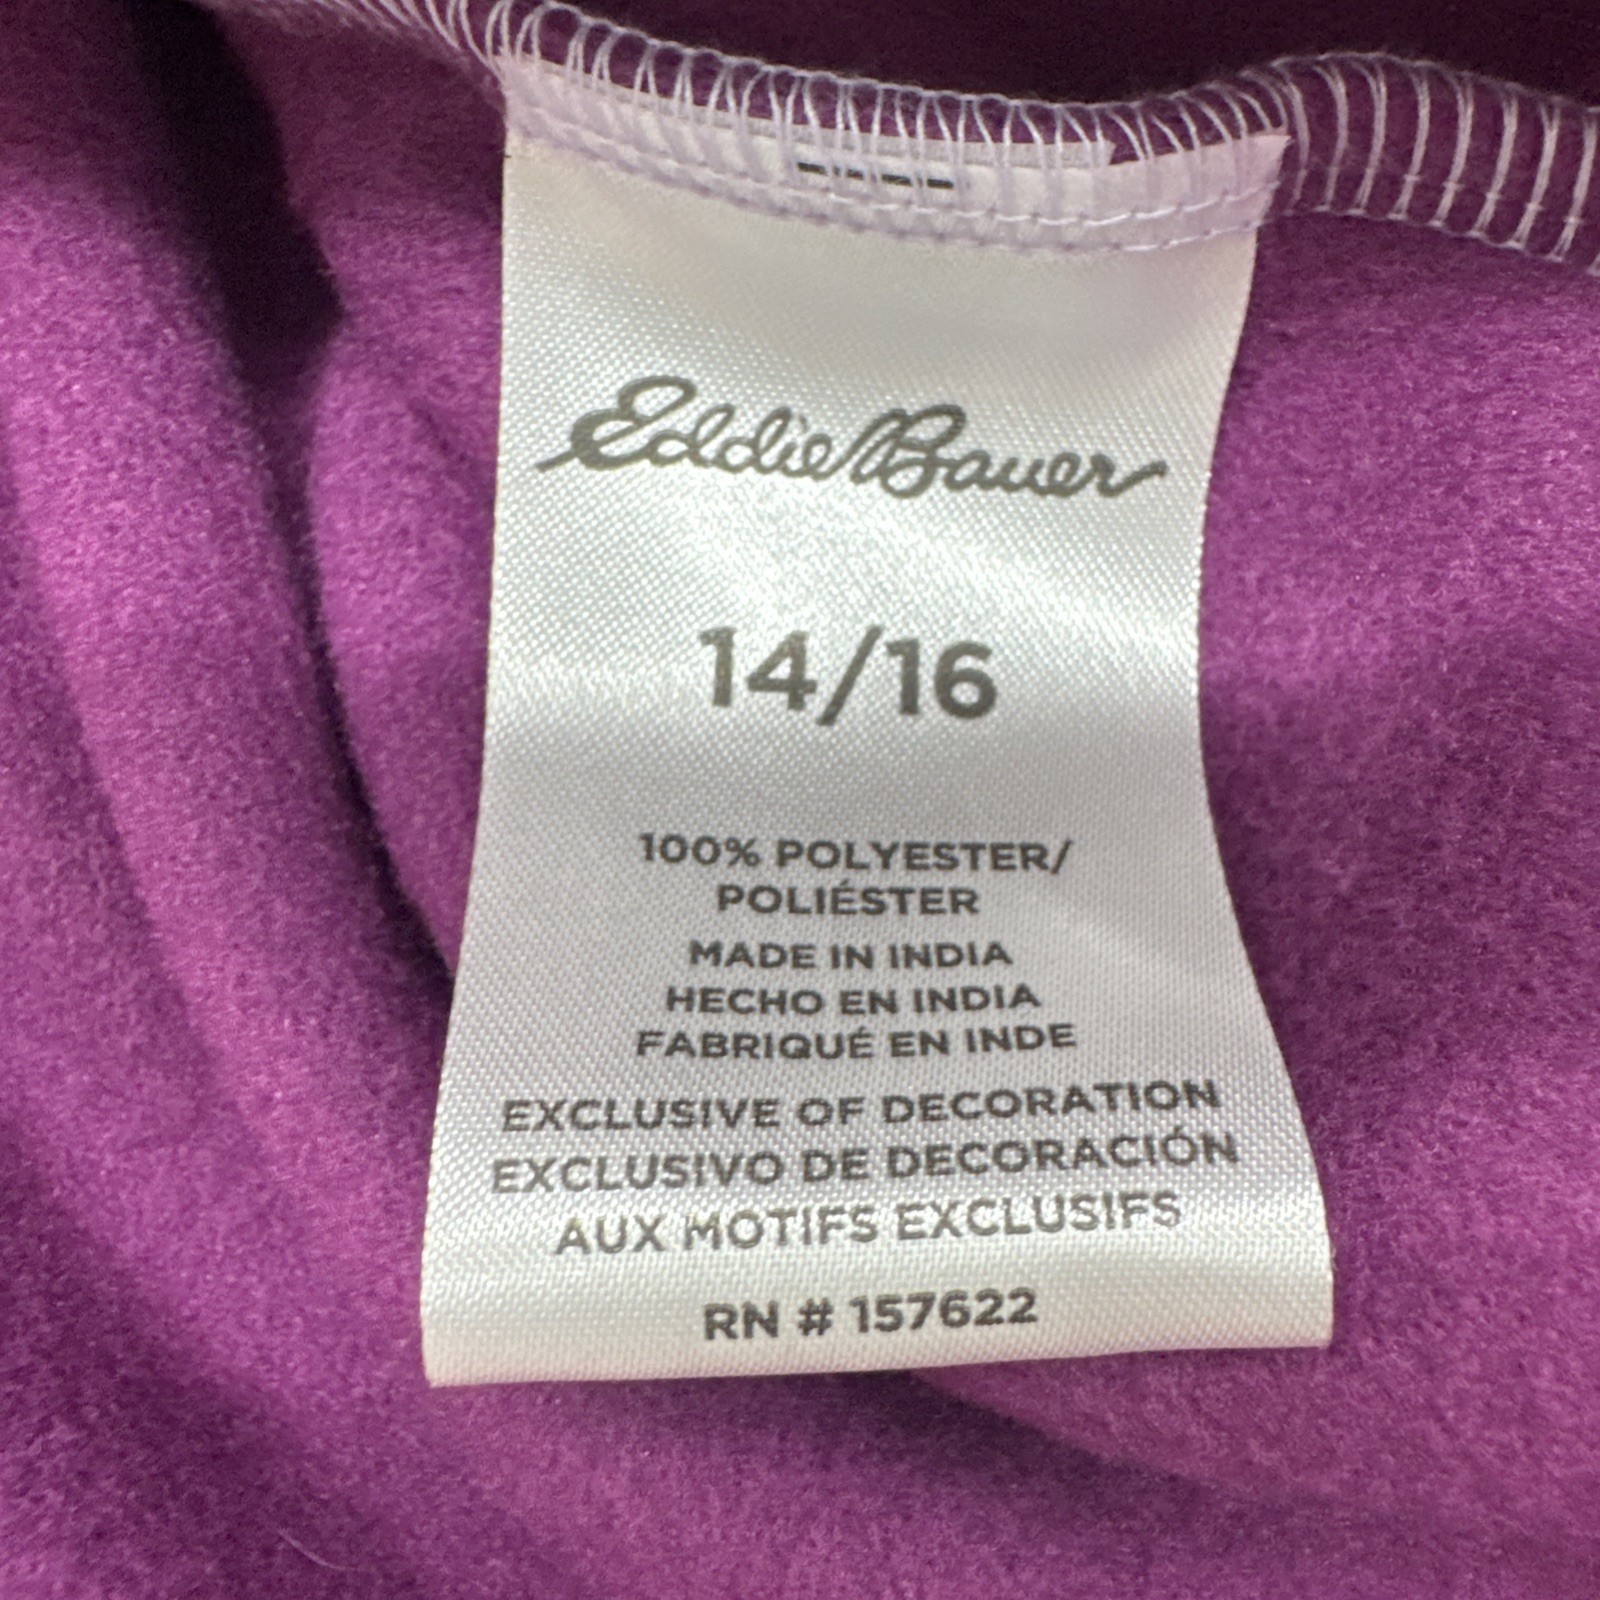 Eddie Bauer
14/16
100% POLYESTER/
POLIÉSTER
MADE IN INDIA
HECHO EN INDIA
FABRIQUÉ EN INDE
EXCLUSIVE OF DECORATION
EXCLUSIVO DE DECORACIÓN
AUX MOTIFS EXCLUSIFS
RN # 157622